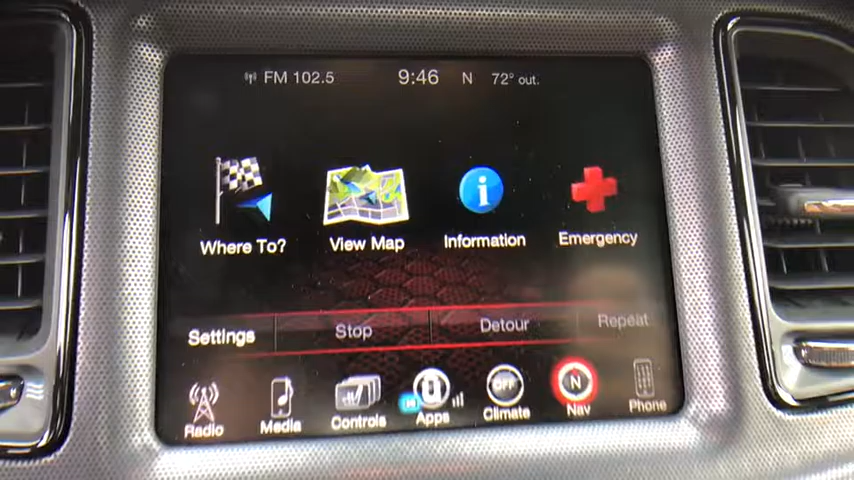 FM 102.5 9:46 N 72° out.
Where To? View Map Information Emergency
Settings Stop Detour Repeat
OFF N
Radio Media Controls Apps Climate Nav Phone